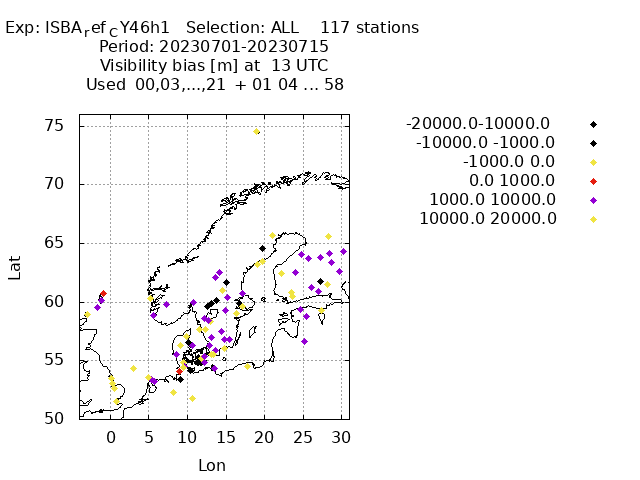 Exp: ISBA_ref_CY46h1 Selection: ALL 117 stations
Period: 20230701-20230715
Visibility bias [m] at 13 UTC
Used 00,03,...,21 + 01 04 ... 58
-20000.0-10000.0
-10000.0 -1000.0
-1000.0 0.0
0.0 1000.0
1000.0 10000.0
10000.0 20000.0
75
70
65
60
55
50
Lat
0 5 10 15 20 25 30
Lon